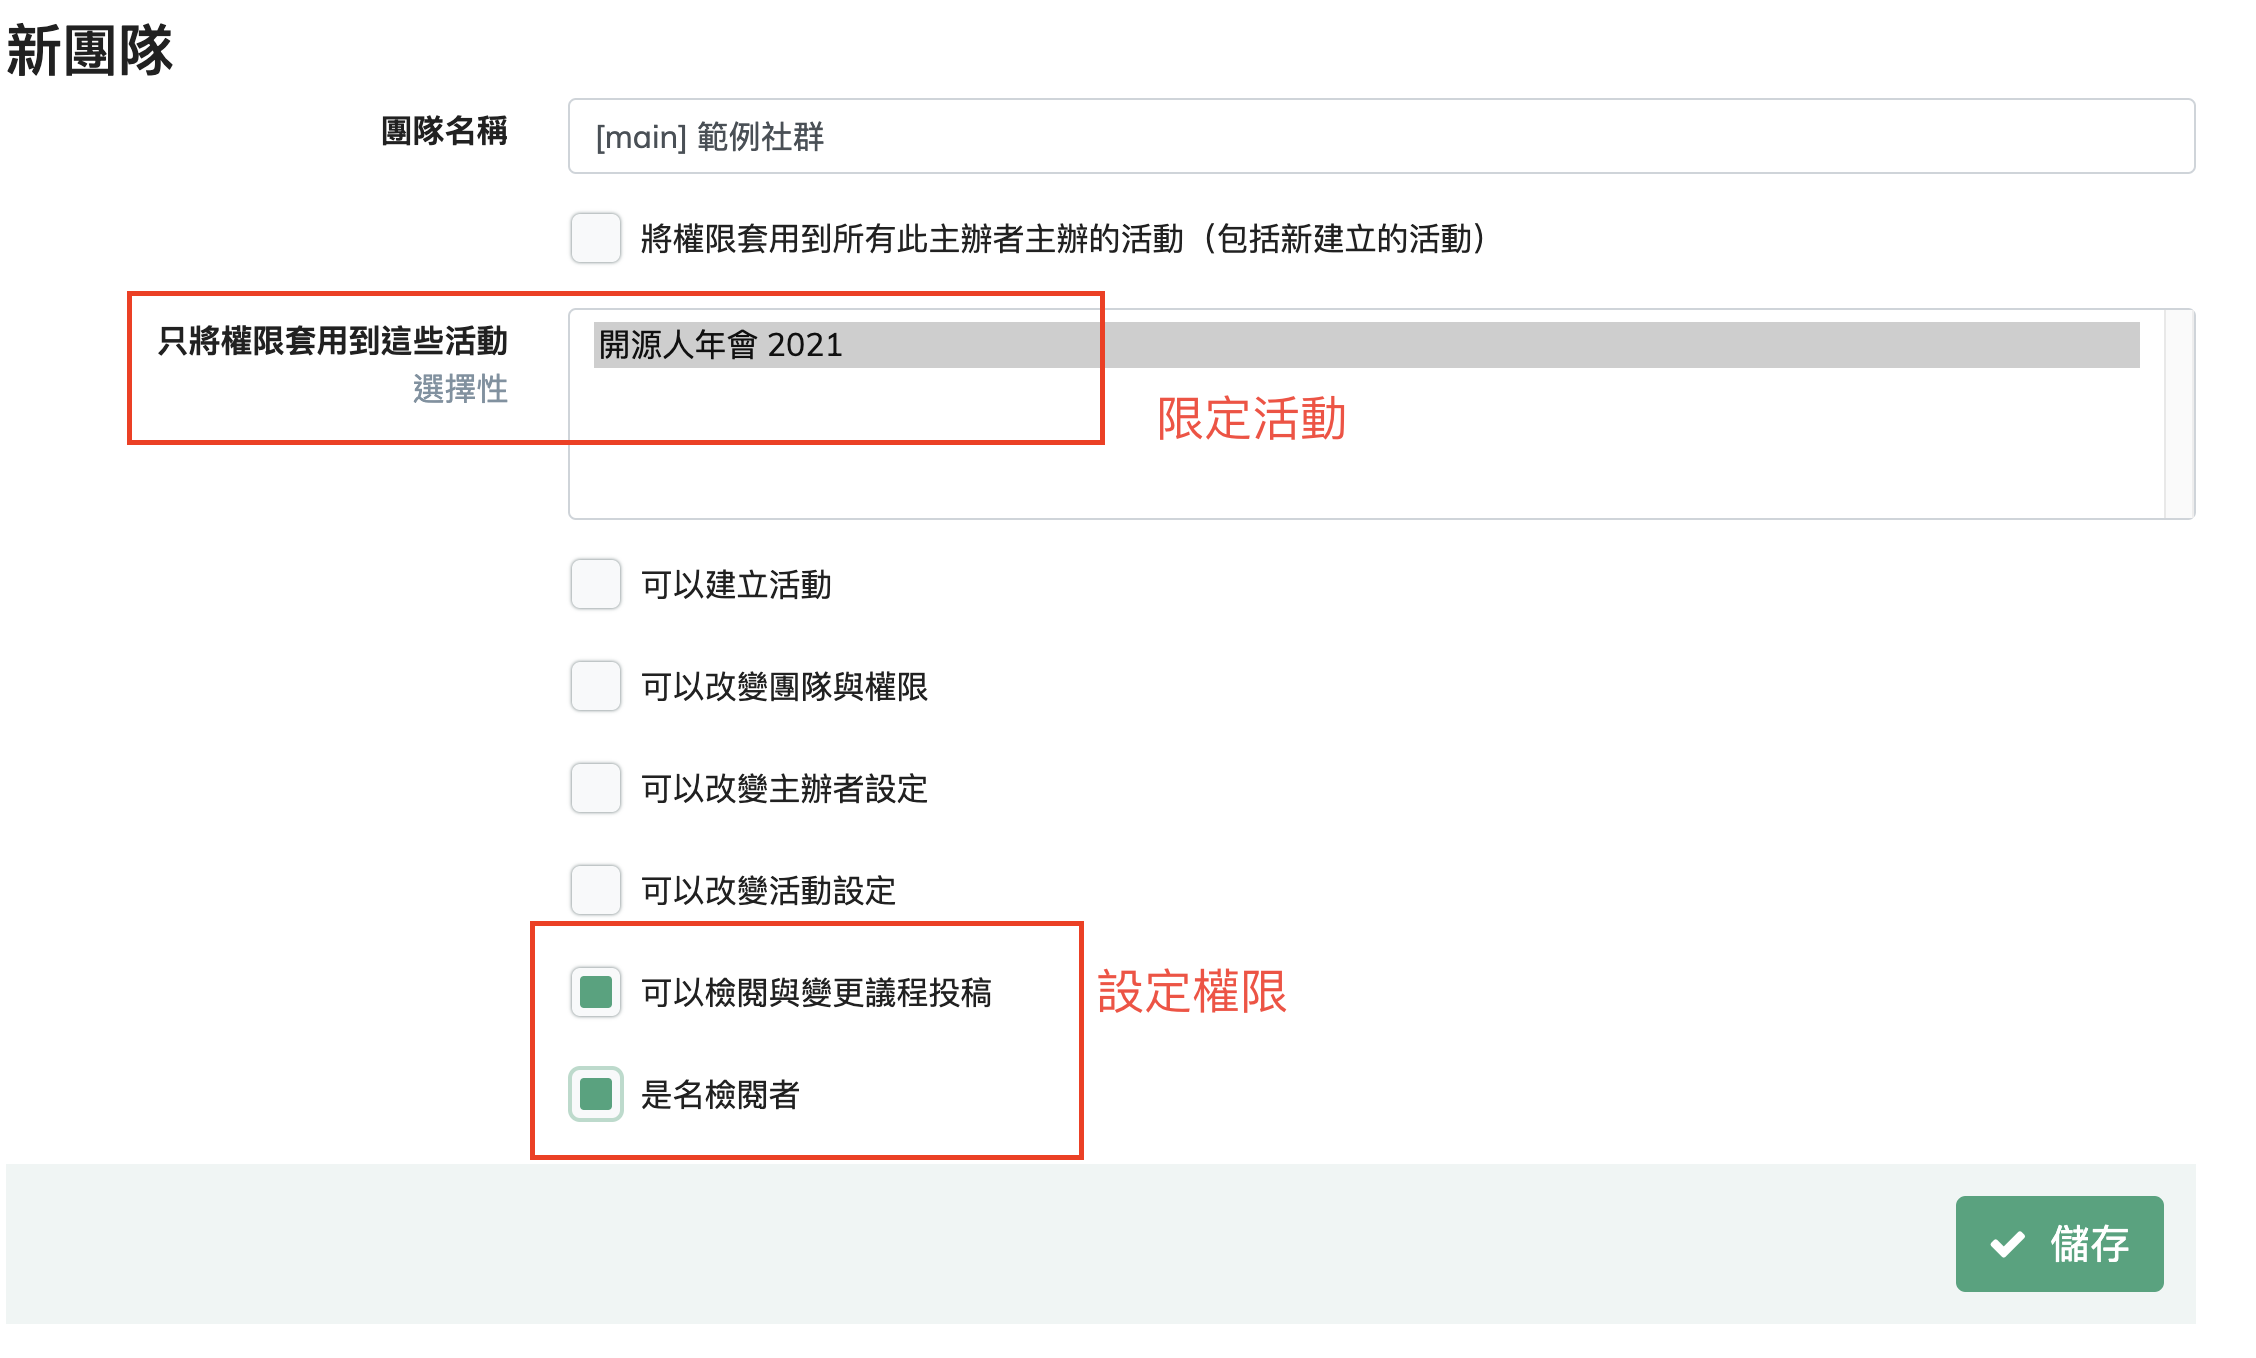 新團隊
團隊名稱
[main] 範例社群
將權限套用到所有此主辦者主辦的活動（包括新建立的活動）
只將權限套用到這些活動
選擇性
開源人年會 2021
限定活動
可以建立活動
可以改變團隊與權限
可以改變主辦者設定
可以改變活動設定
可以檢閱與變更議程投稿
設定權限
是名檢閱者
儲存